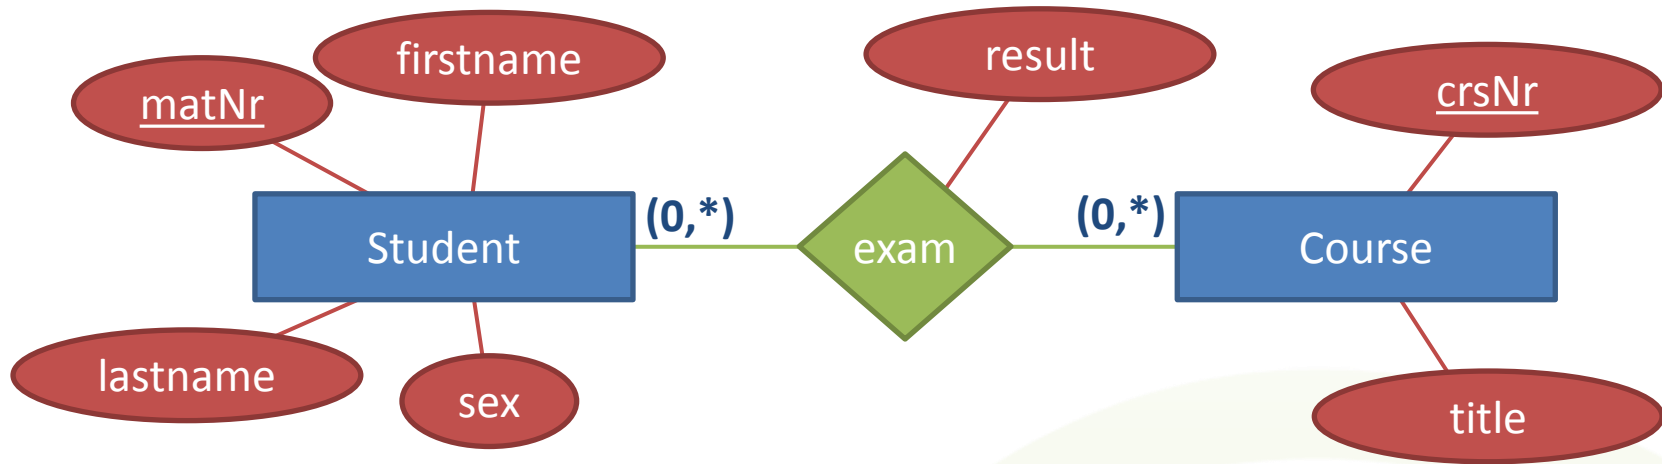 firstname
result
matNr
crsNr
(0,*)
(0,*)
Student
exam
Course
lastname
sex
title